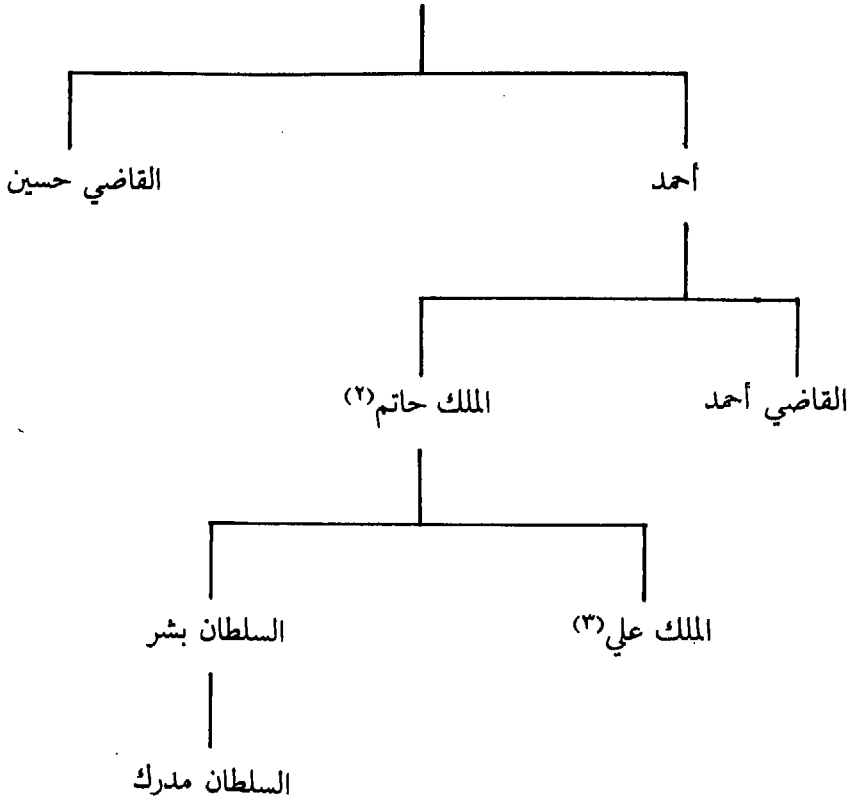 أحمد القاضي حسين
القاضي أحمد الملك حاتم(٢)
الملك علي(٣) السلطان بشر
السلطان مدرك